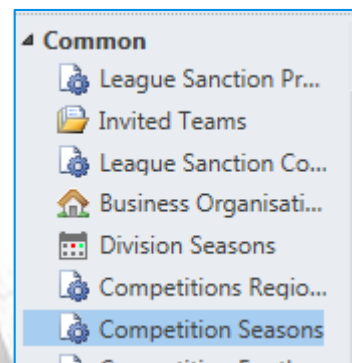 Common
League Sanction Pr...
Invited Teams
League Sanction Co...
Business Organisati...
Division Seasons
Competitions Regio...
Competition Seasons